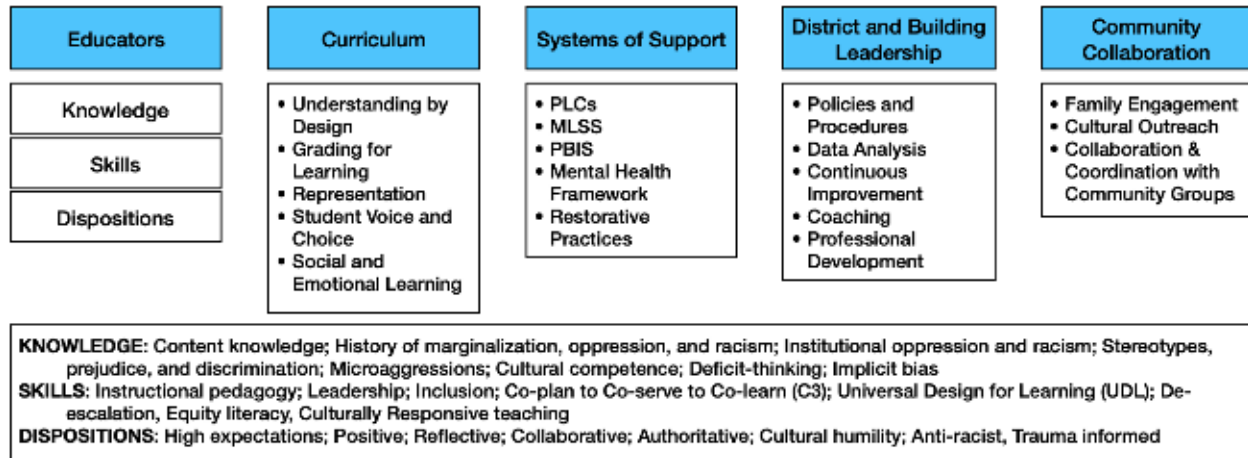 Educators
Knowledge
Skills
Dispositions
Curriculum
• Understanding by
Design
• Grading for
Learning
• Representation
• Student Voice and
Choice
• Social and
Emotional Learning
Systems of Support
• PLCs
• MLSS
• PBIS
• Mental Health
Framework
• Restorative
Practices
District and Building
Leadership
• Policies and
Procedures
• Data Analysis
• Continuous
Improvement
• Coaching
• Professional
Development
Community
Collaboration
• Family Engagement
• Cultural Outreach
• Collaboration &
Coordination with
Community Groups
KNOWLEDGE: Content knowledge; History of marginalization, oppression, and racism; Institutional oppression and racism; Stereotypes,
prejudice, and discrimination; Microaggressions; Cultural competence; Deficit-thinking; Implicit bias
SKILLS: Instructional pedagogy; Leadership; Inclusion; Co-plan to Co-serve to Co-learn (C3); Universal Design for Learning (UDL); De-
escalation, Equity literacy, Culturally Responsive teaching
DISPOSITIONS: High expectations; Positive; Reflective; Collaborative; Authoritative; Cultural humility; Anti-racist, Trauma informed